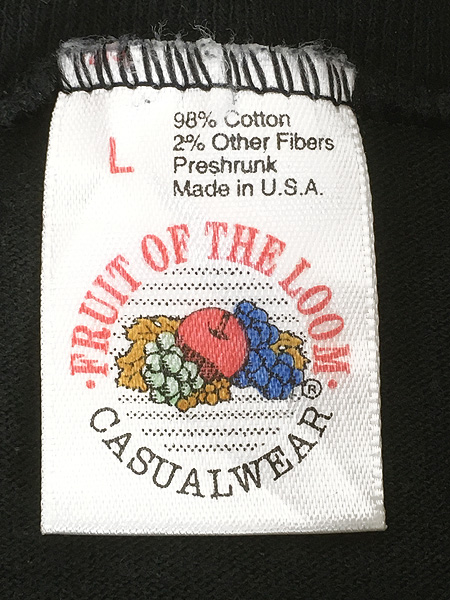 98% Cotton
L
2% Other Fibers
Preshrunk
Made in U.S.A.
·FRUIT OF THE LOOM·
®
CASUALWEAR